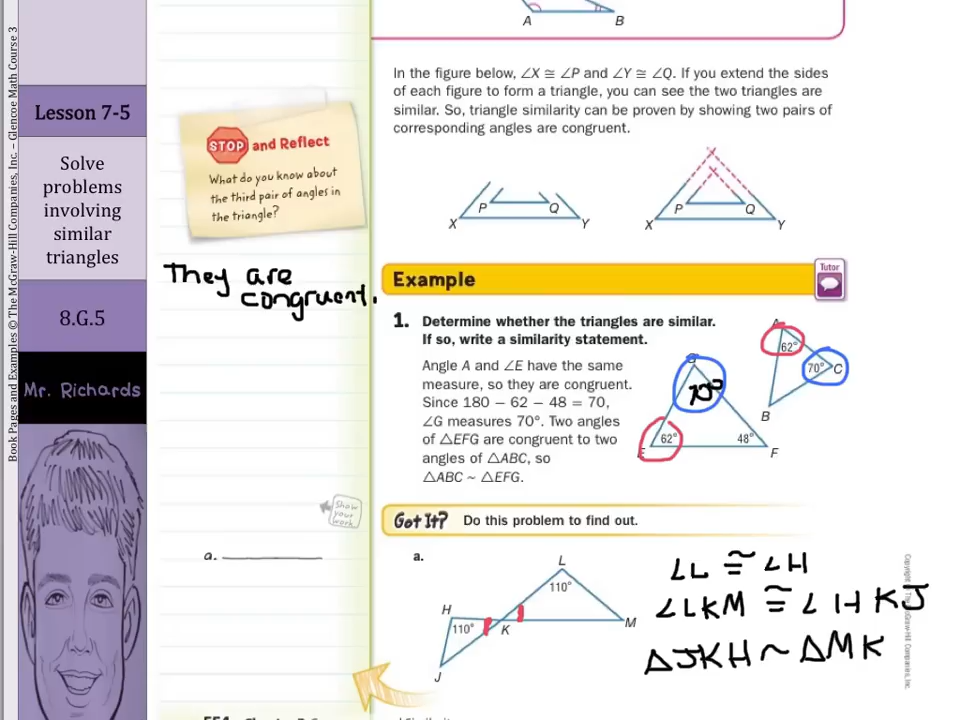 Book Pages and Examples © The McGraw-Hill Companies, Inc. – Glencoe Math Course 3
Lesson 7-5
Solve
problems
involving
similar
triangles
8.G.5
Mr. Richards
A
B
In the figure below, ∠X ≅ ∠P and ∠Y ≅ ∠Q. If you extend the sides
of each figure to form a triangle, you can see the two triangles are
similar. So, triangle similarity can be proven by showing two pairs of
corresponding angles are congruent.
STOP and Reflect
What do you know about
the third pair of angles in
the triangle?
They are
congruent.
P Q
X Y
P Q
X Y
Example
Tutor
1. Determine whether the triangles are similar.
If so, write a similarity statement.
Angle A and ∠E have the same
measure, so they are congruent.
Since 180 − 62 − 48 = 70,
∠G measures 70°. Two angles
of △EFG are congruent to two
angles of △ABC, so
△ABC ~ △EFG.
G
70°
62° 48°
E F
A
62°
70° C
B
Show
your
work
Got It? Do this problem to find out.
a.
a.
L
110°
H
110° K M
J
∠L ≅ ∠H
∠LKM ≅ ∠HKJ
△JKH ~ △MK